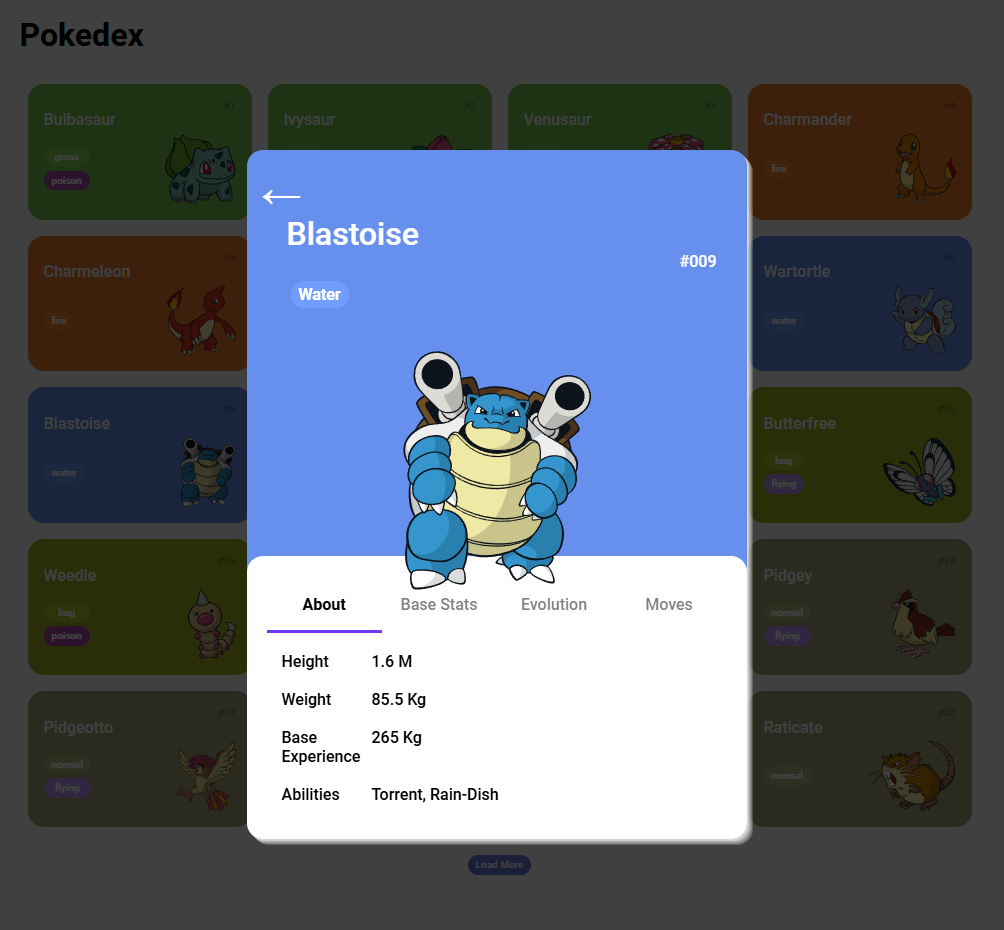 Pokedex
#1
Bulbasaur
grass
poison
#2
Ivysaur
#3
Venusaur
#4
Charmander
fire
#5
Charmeleon
fire
Wartortle
water
#9
Blastoise
water
#12
Butterfree
bug
flying
#13
Weedle
bug
poison
#16
Pidgey
normal
flying
#17
Pidgeotto
normal
flying
#20
Raticate
normal
Blastoise
#009
Water
About
Base Stats
Evolution
Moves
Height 1.6 M
Weight 85.5 Kg
Base 265 Kg
Experience
Abilities Torrent, Rain-Dish
Load More